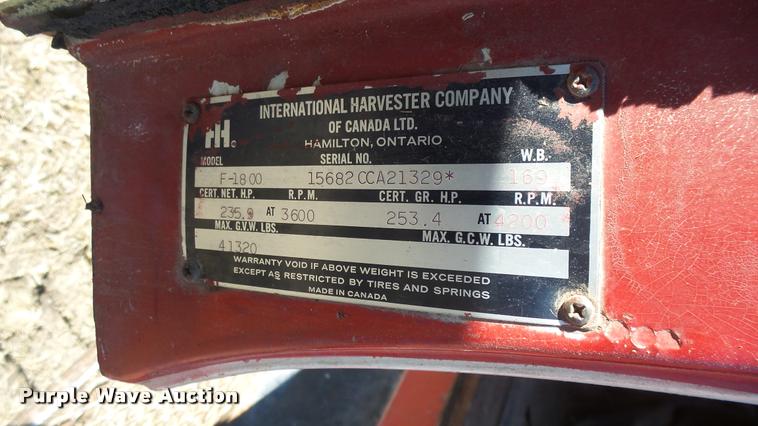 INTERNATIONAL HARVESTER COMPANY
OF CANADA LTD.
HAMILTON, ONTARIO
IH
MODEL SERIAL NO. W.B.
F-1800 15682CCA21329* 169
CERT. NET. H.P. R.P.M. CERT. GR. H.P. R.P.M.
235.9 AT 3600 253.4 AT 4200
MAX. G.V.W. LBS. MAX. G.C.W. LBS.
41320
WARRANTY VOID IF ABOVE WEIGHT IS EXCEEDED
EXCEPT AS RESTRICTED BY TIRES AND SPRINGS
MADE IN CANADA
Purple Wave Auction